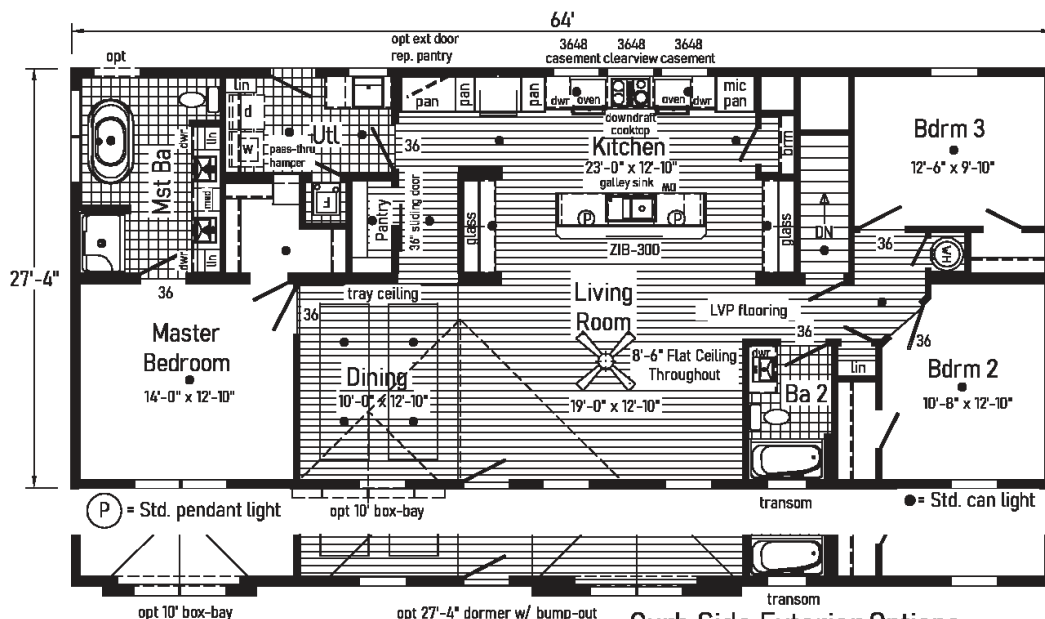 64'
opt
opt ext door
rep. pantry
3648 3648 3648
casement clearview casement
27'-4"
lin
d
W
Utl
pass-thru
hamper
F
Mst Ba
dwr
lin
med
dwr
lin
36
pan
pan
pan
dwr
oven
oven
dwr
mic
pan
downdraft
cooktop
Kitchen
23'-0" x 12'-10"
galley sink
DW
P
P
ZIB-300
brm
glass
glass
36
Pantry
36" sliding door
DN
Bdrm 3
12'-6" x 9'-10"
36
WH
tray ceiling
36
Master
Bedroom
14'-0" x 12'-10"
Dining
10'-0" x 12'-10"
Living
Room
8'-6" Flat Ceiling
Throughout
19'-0" x 12'-10"
LVP flooring
36
36
dwr
Ba 2
lin
Bdrm 2
10'-8" x 12'-10"
P = Std. pendant light
opt 10' box-bay
transom
= Std. can light
opt 10' box-bay
opt 27'-4" dormer w/ bump-out
transom
Curb Side Exterior Options